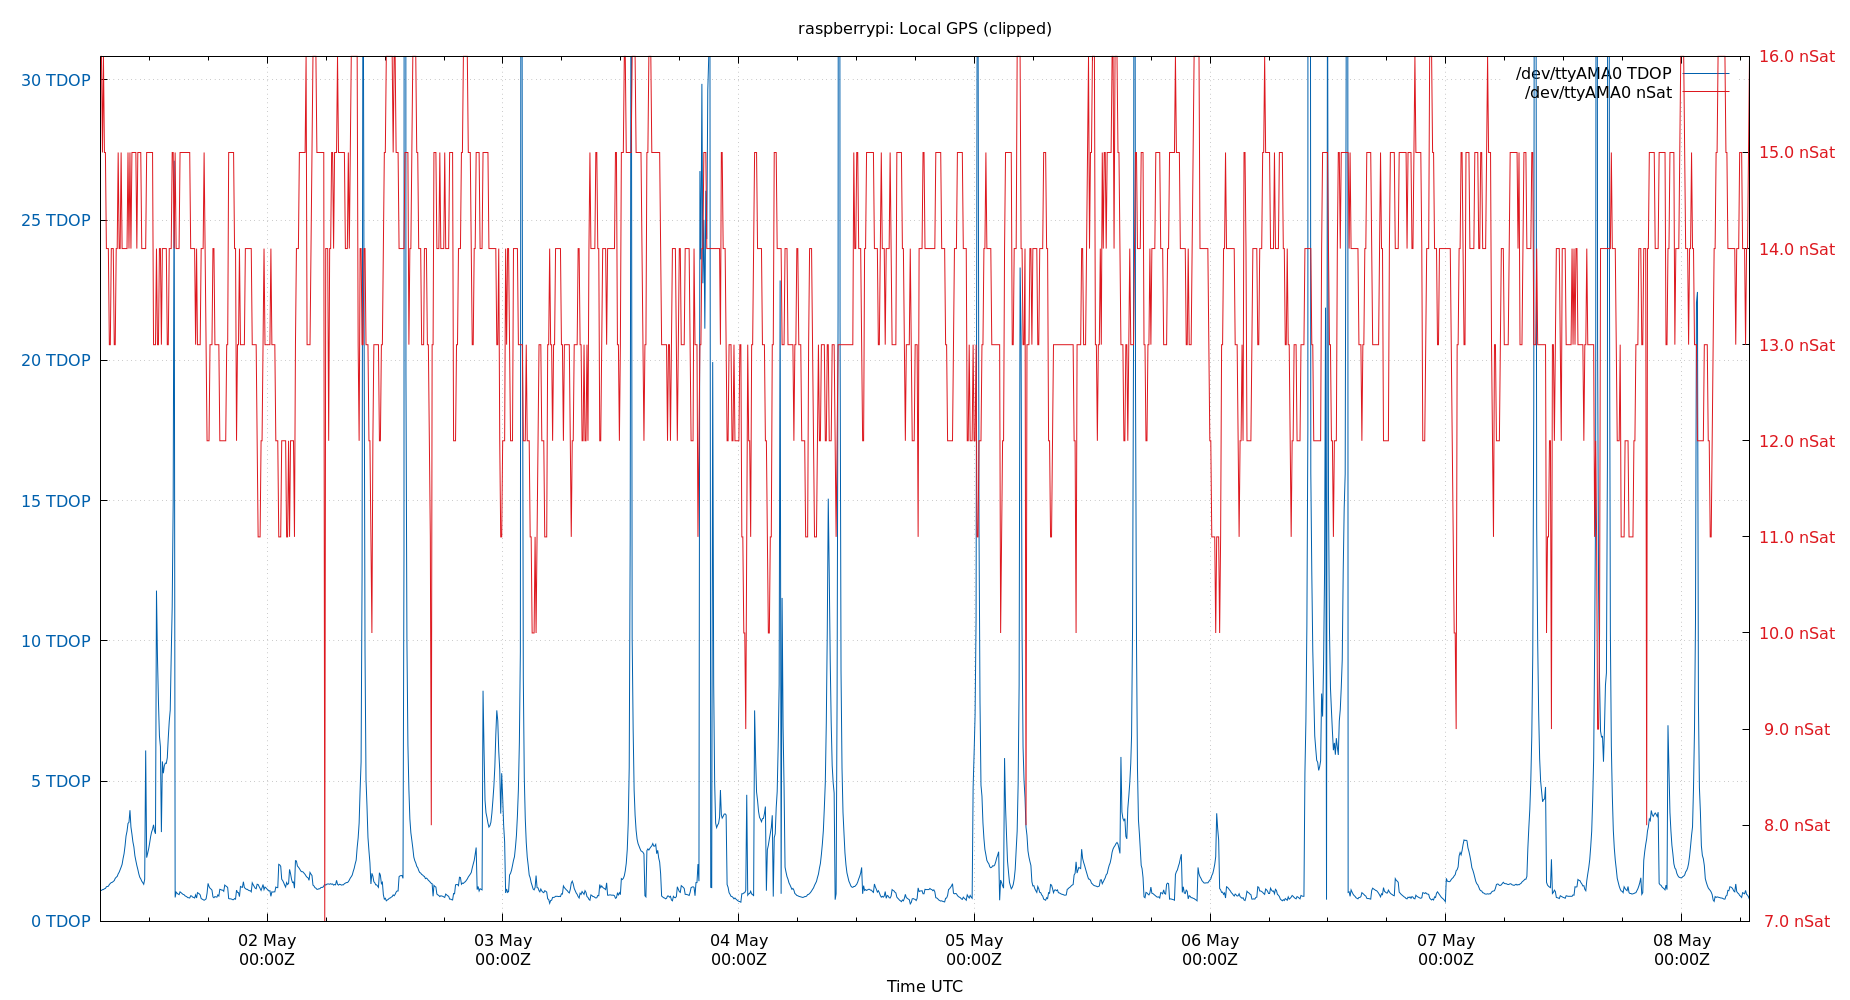 raspberrypi: Local GPS (clipped)
30 TDOP
25 TDOP
20 TDOP
15 TDOP
10 TDOP
5 TDOP
0 TDOP
/dev/ttyAMA0 TDOP
/dev/ttyAMA0 nSat
16.0 nSat
15.0 nSat
14.0 nSat
13.0 nSat
12.0 nSat
11.0 nSat
10.0 nSat
9.0 nSat
8.0 nSat
7.0 nSat
02 May
00:00Z
03 May
00:00Z
04 May
00:00Z
05 May
00:00Z
06 May
00:00Z
07 May
00:00Z
08 May
00:00Z
Time UTC